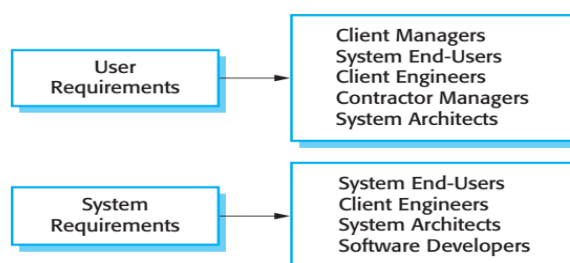 User
Requirements
Client Managers
System End-Users
Client Engineers
Contractor Managers
System Architects
System
Requirements
System End-Users
Client Engineers
System Architects
Software Developers